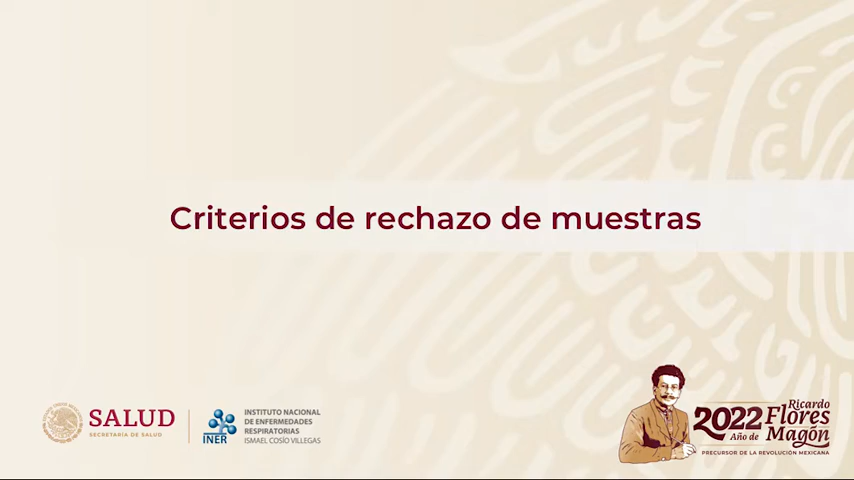 Criterios de rechazo de muestras
SALUD
SECRETARÍA DE SALUD
INER
INSTITUTO NACIONAL
DE ENFERMEDADES
RESPIRATORIAS
ISMAEL COSÍO VILLEGAS
2022 Ricardo
Flores
Año de Magón
PRECURSOR DE LA REVOLUCIÓN MEXICANA